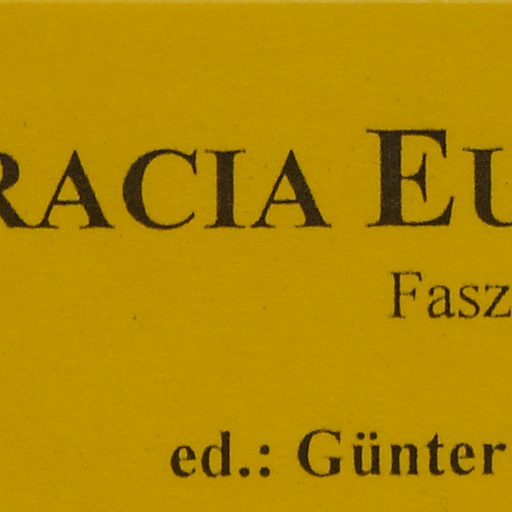 RACIA EU
Fasz
ed.: Günter